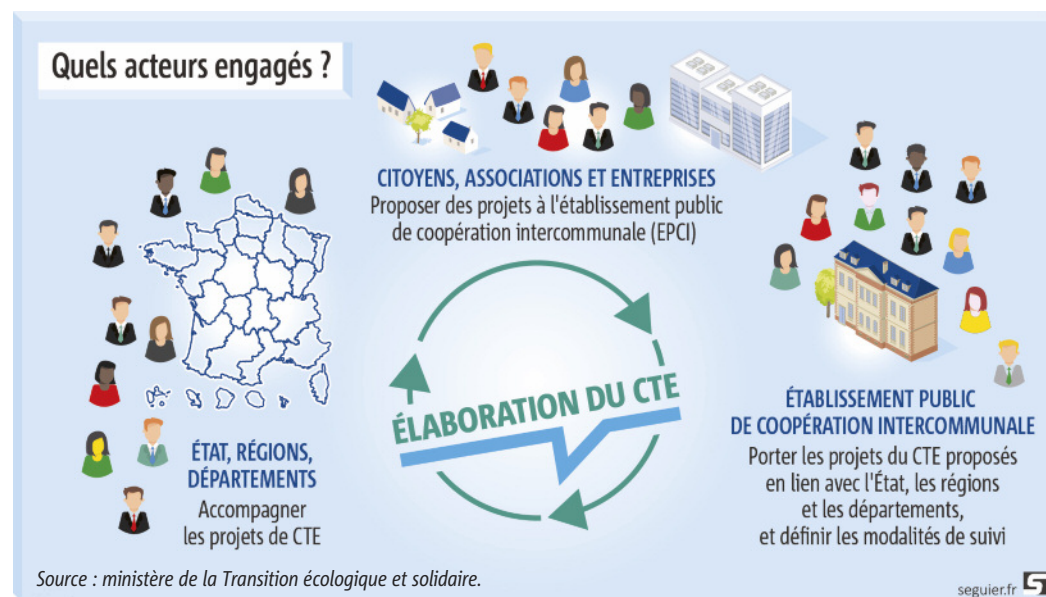 Quels acteurs engagés ?
CITOYENS, ASSOCIATIONS ET ENTREPRISES
Proposer des projets à l'établissement public
de coopération intercommunale (EPCI)
ÉLABORATION DU CTE
ÉTABLISSEMENT PUBLIC
DE COOPÉRATION INTERCOMMUNALE
Porter les projets du CTE proposés
en lien avec l'État, les régions
et les départements,
et définir les modalités de suivi
ÉTAT, RÉGIONS,
DÉPARTEMENTS
Accompagner
les projets de CTE
Source : ministère de la Transition écologique et solidaire.
seguier.fr